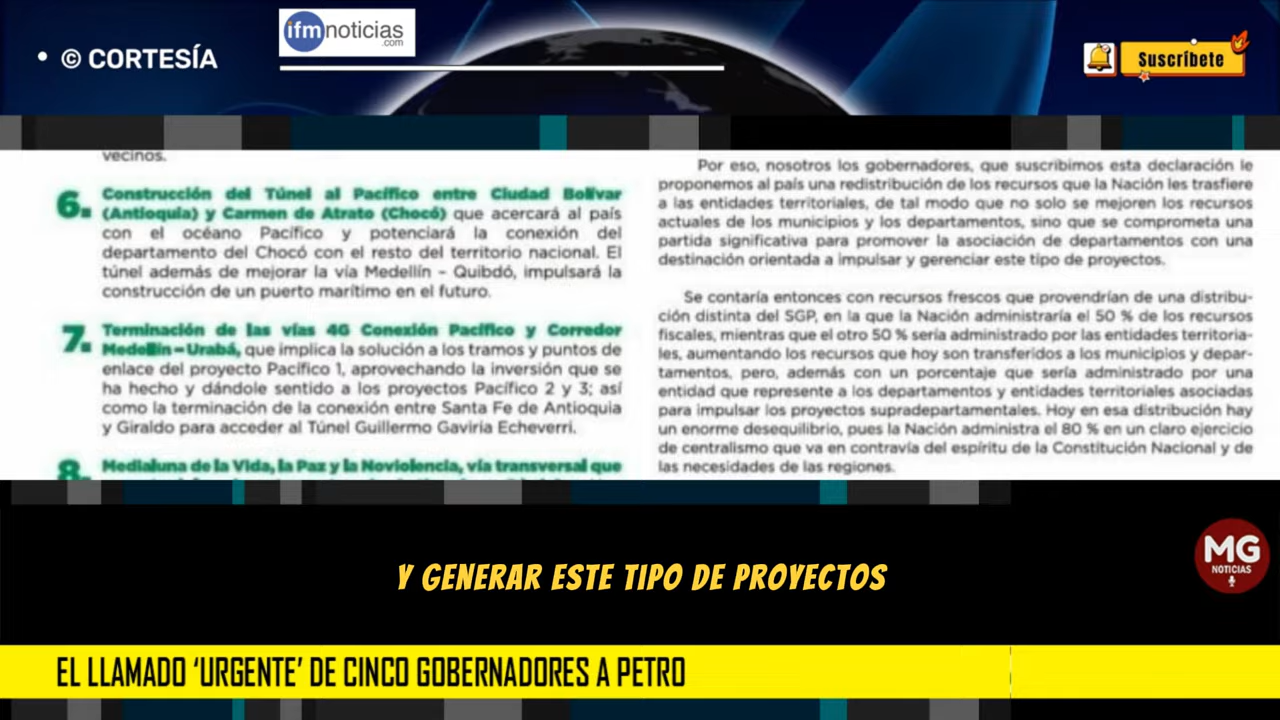 • © CORTESÍA
ifmnoticias
.com
Suscríbete
vecinos.
6. Construcción del Túnel al Pacífico entre Ciudad Bolívar
(Antioquia) y Carmen de Atrato (Chocó) que acercará al país
con el océano Pacífico y potenciará la conexión del
departamento del Chocó con el resto del territorio nacional. El
túnel además de mejorar la vía Medellín – Quibdó, impulsará la
construcción de un puerto marítimo en el futuro.
7. Terminación de las vías 4G Conexión Pacífico y Corredor
Medellín – Urabá, que implica la solución a los tramos y puntos de
enlace del proyecto Pacífico 1, aprovechando la inversión que se
ha hecho y dándole sentido a los proyectos Pacífico 2 y 3; así
como la terminación de la conexión entre Santa Fe de Antioquia
y Giraldo para acceder al Túnel Guillermo Gaviria Echeverri.
8. Medialuna de la Vida, la Paz y la Noviolencia, vía transversal que
Por eso, nosotros los gobernadores, que suscribimos esta declaración le
proponemos al país una redistribución de los recursos que la Nación les trasfiere
a las entidades territoriales, de tal modo que no solo se mejoren los recursos
actuales de los municipios y los departamentos, sino que se comprometa una
partida significativa para promover la asociación de departamentos con una
destinación orientada a impulsar y gerenciar este tipo de proyectos.
Se contaría entonces con recursos frescos que provendrían de una distribu-
ción distinta del SGP, en la que la Nación administraría el 50 % de los recursos
fiscales, mientras que el otro 50 % sería administrado por las entidades territoria-
les, aumentando los recursos que hoy son transferidos a los municipios y depar-
tamentos, pero, además con un porcentaje que sería administrado por una
entidad que represente a los departamentos y entidades territoriales asociadas
para impulsar los proyectos supradepartamentales. Hoy en esa distribución hay
un enorme desequilibrio, pues la Nación administra el 80 % en un claro ejercicio
de centralismo que va en contravía del espíritu de la Constitución Nacional y de
las necesidades de las regiones.
Y GENERAR ESTE TIPO DE PROYECTOS
MG
NOTICIAS
EL LLAMADO ‘URGENTE’ DE CINCO GOBERNADORES A PETRO